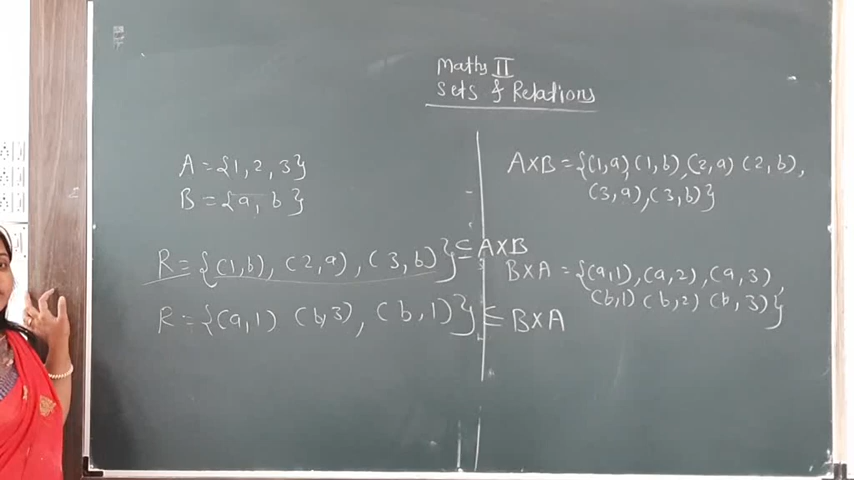 Maths II
Sets & Relations
A = {1, 2, 3}
B = {a, b}
R = {(1,b), (2,a), (3,b)} ⊆ A×B
R = {(a,1) (b,3), (b,1)} ⊆ B×A
A×B = {(1,a) (1,b), (2,a) (2,b),
(3,a), (3,b)}
B×A = {(a,1), (a,2), (a,3),
(b,1) (b,2) (b,3)}